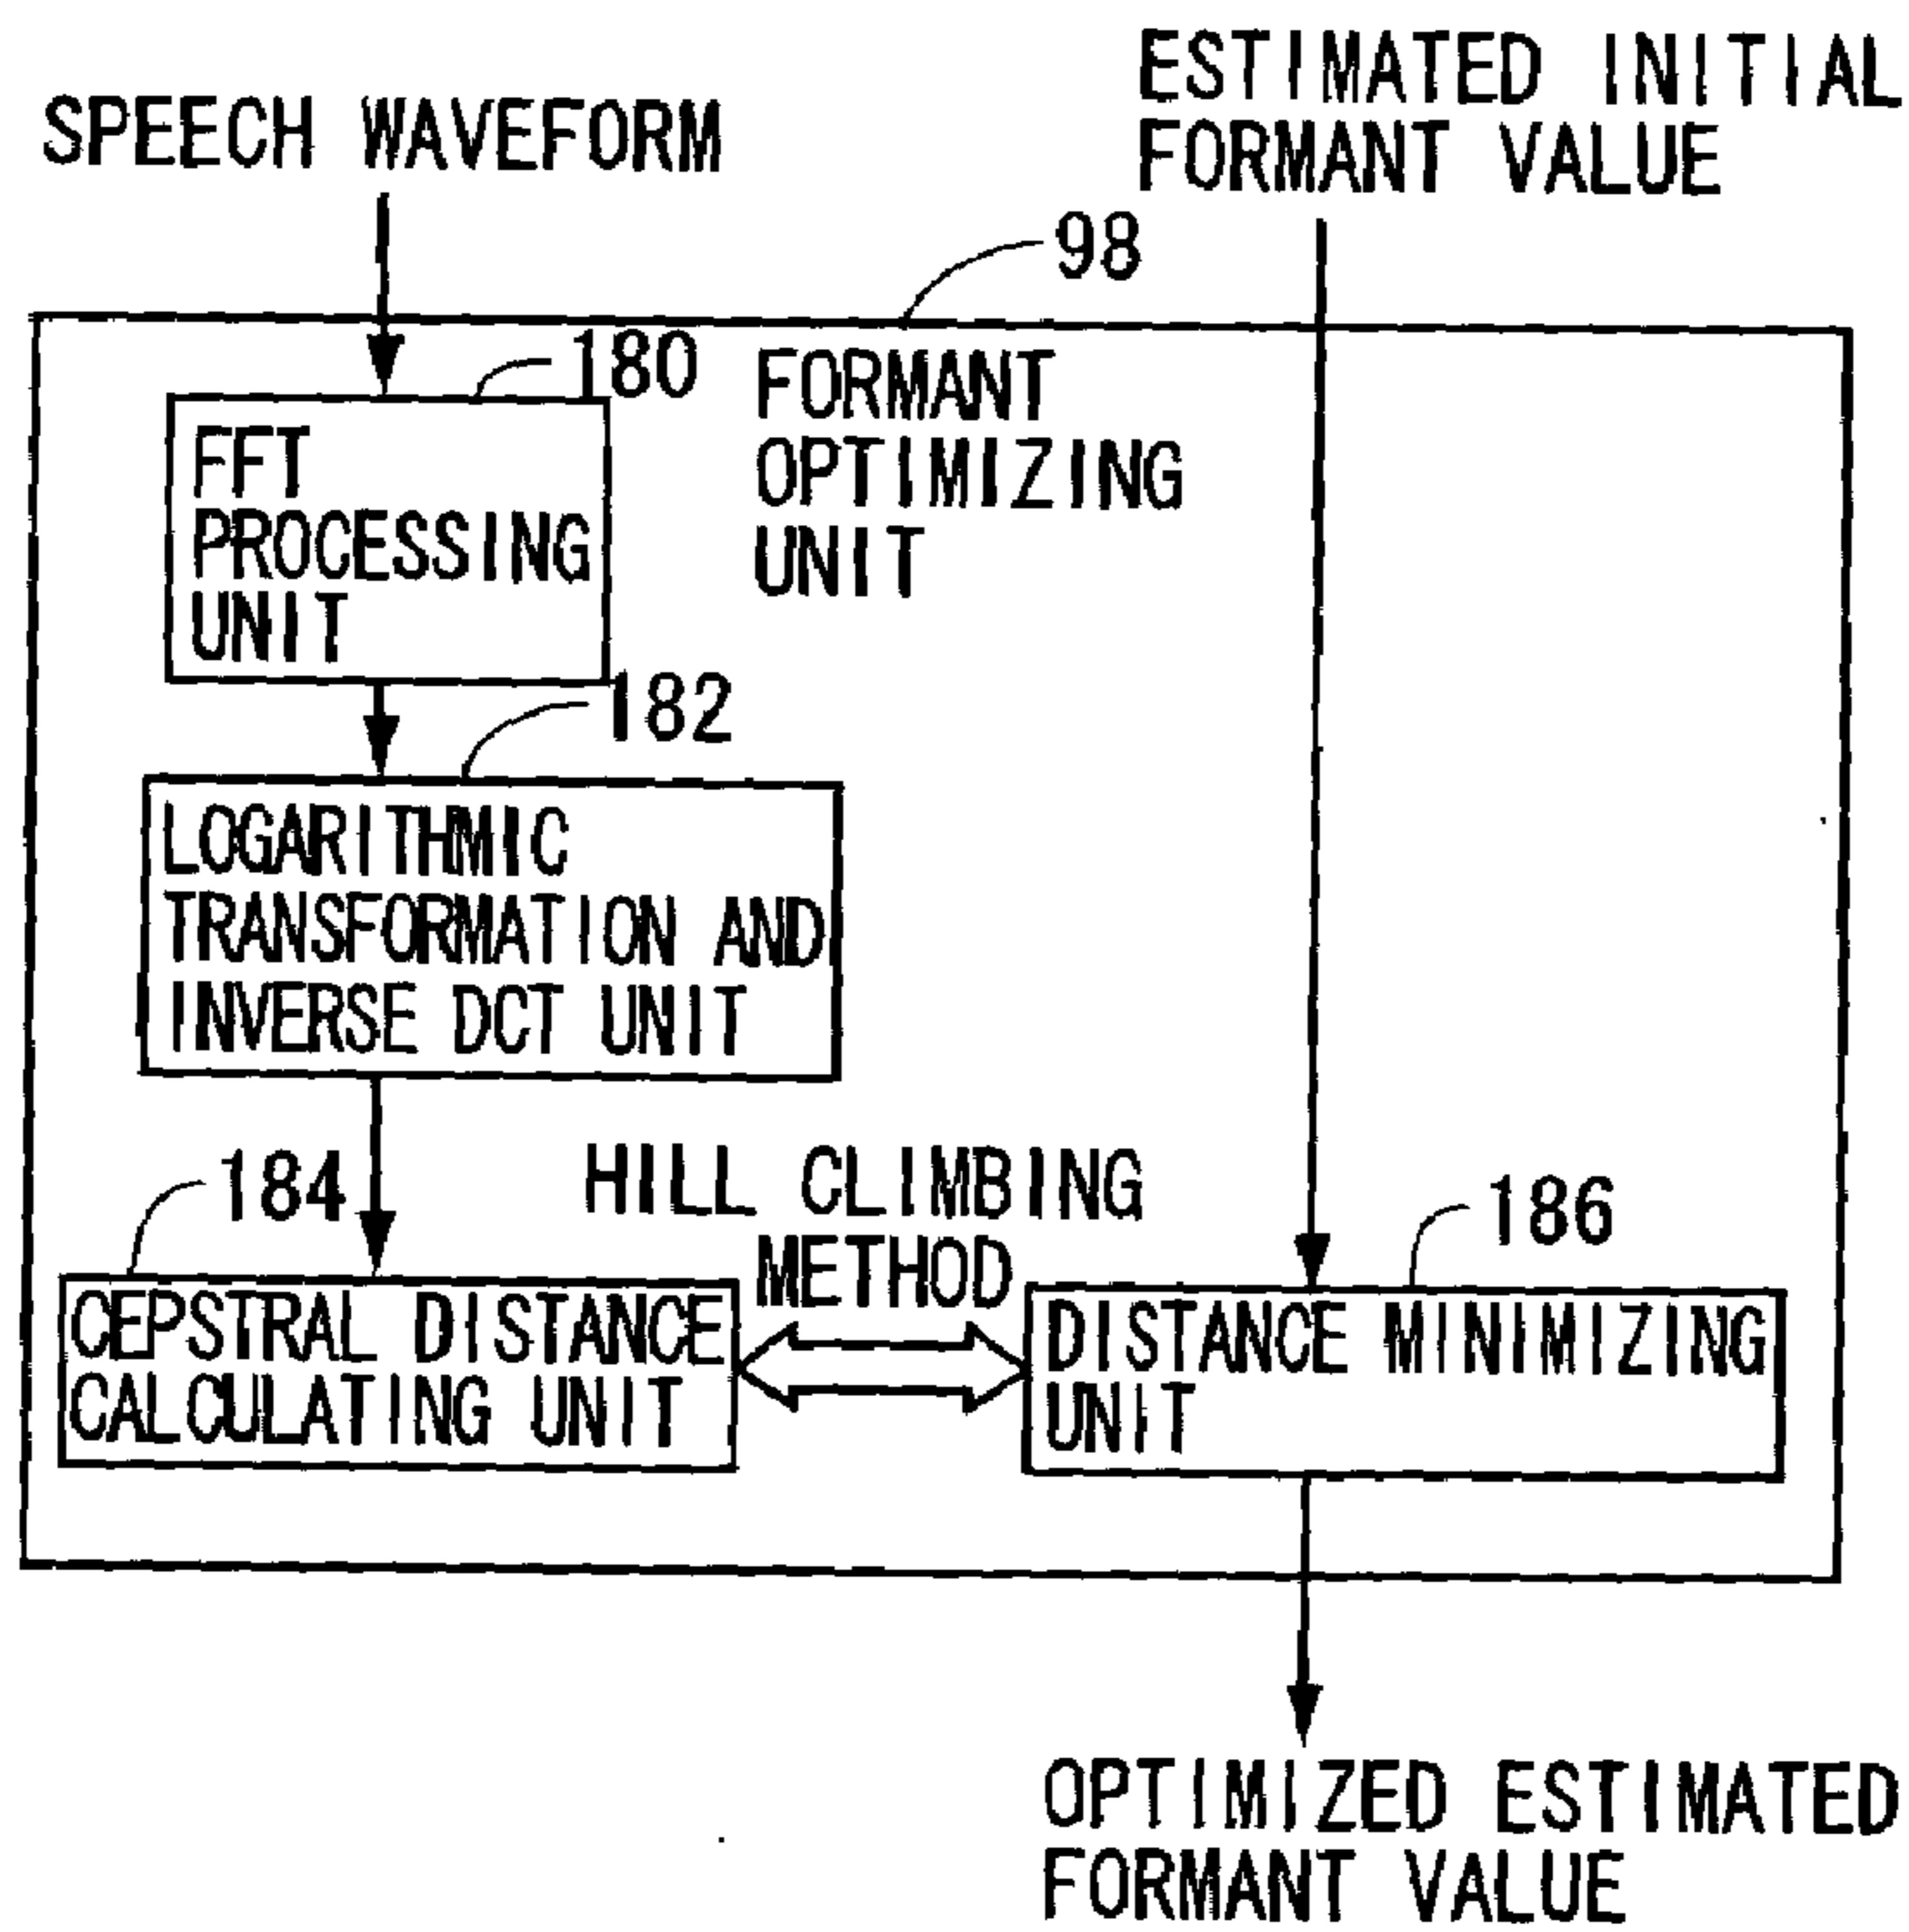 SPEECH WAVEFORM
ESTIMATED INITIAL
FORMANT VALUE
98
180
FORMANT
OPTIMIZING
UNIT
FFT
PROCESSING
UNIT
182
LOGARITHMIC
TRANSFORMATION AND
INVERSE DCT UNIT
184
HILL CLIMBING
METHOD
186
CEPSTRAL DISTANCE
CALCULATING UNIT
DISTANCE MINIMIZING
UNIT
OPTIMIZED ESTIMATED
FORMANT VALUE